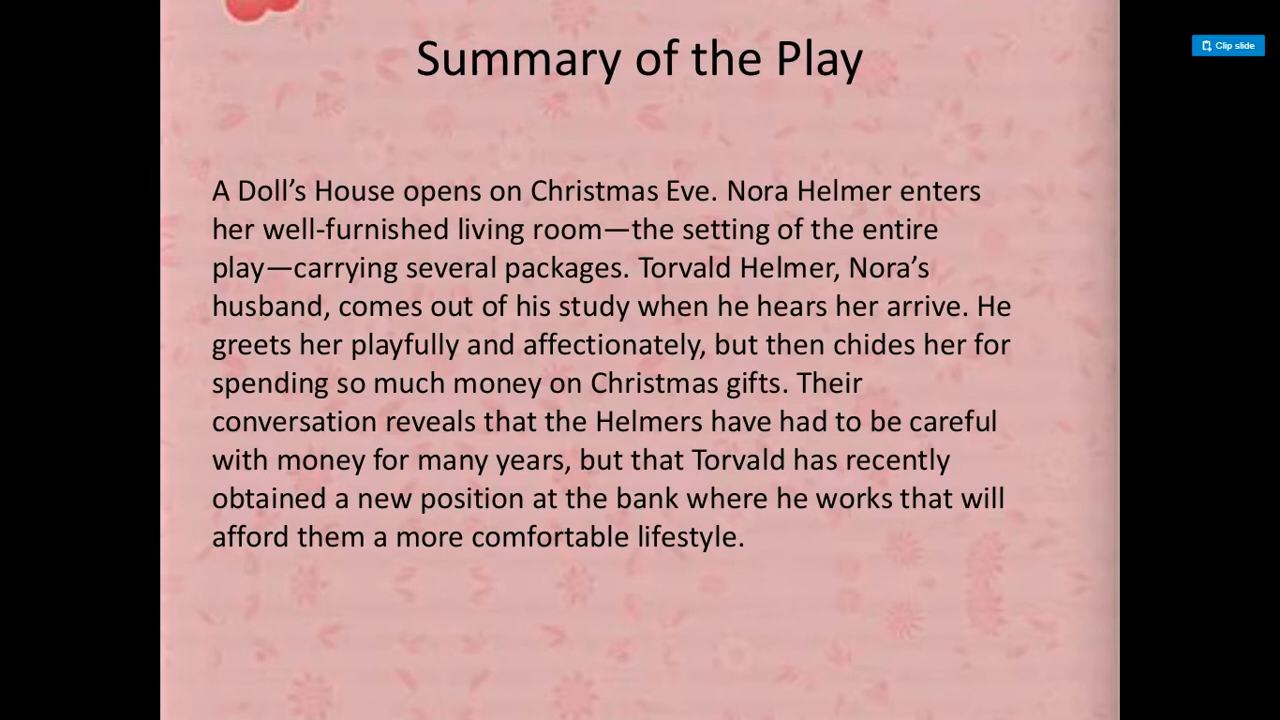 Summary of the Play
Clip slide
A Doll’s House opens on Christmas Eve. Nora Helmer enters
her well-furnished living room—the setting of the entire
play—carrying several packages. Torvald Helmer, Nora’s
husband, comes out of his study when he hears her arrive. He
greets her playfully and affectionately, but then chides her for
spending so much money on Christmas gifts. Their
conversation reveals that the Helmers have had to be careful
with money for many years, but that Torvald has recently
obtained a new position at the bank where he works that will
afford them a more comfortable lifestyle.